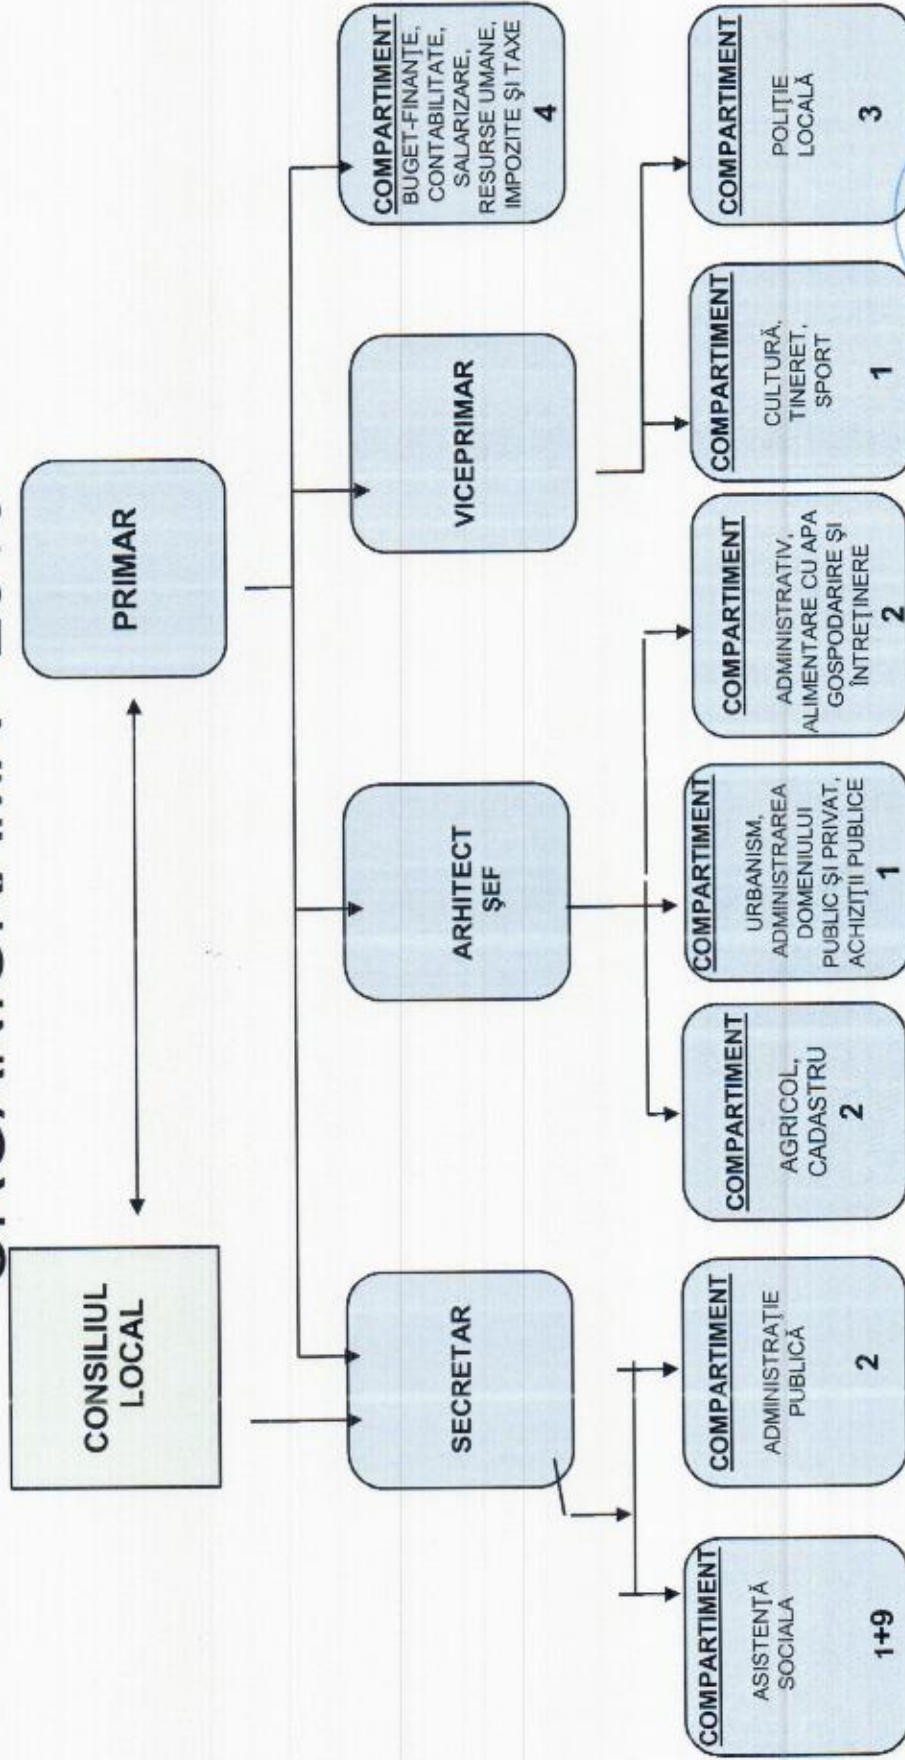 CONSILIUL
LOCAL
PRIMAR
SECRETAR
ARHITECT
ŞEF
VICEPRIMAR
COMPARTIMENT
BUGET-FINANŢE,
CONTABILITATE,
SALARIZARE,
RESURSE UMANE,
IMPOZITE ŞI TAXE
4
COMPARTIMENT
ASISTENŢĂ
SOCIALA
1+9
COMPARTIMENT
ADMINISTRAŢIE
PUBLICĂ
2
COMPARTIMENT
AGRICOL,
CADASTRU
2
COMPARTIMENT
URBANISM,
ADMINISTRAREA
DOMENIULUI
PUBLIC ŞI PRIVAT,
ACHIZIŢII PUBLICE
1
COMPARTIMENT
ADMINISTRATIV,
ALIMENTARE CU APA
GOSPODARIRE ŞI
ÎNTREŢINERE
2
COMPARTIMENT
CULTURĂ,
TINERET,
SPORT
1
COMPARTIMENT
POLIŢIE
LOCALĂ
3